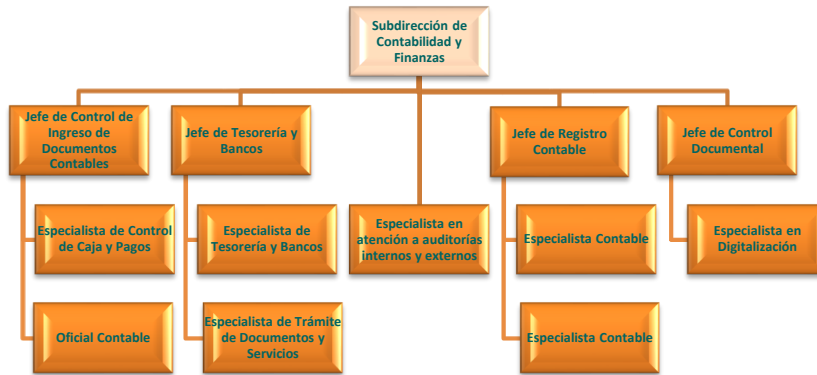 Subdirección de
Contabilidad y
Finanzas
Jefe de Control de
Ingreso de
Documentos
Contables
Jefe de Tesorería y
Bancos
Jefe de Registro
Contable
Jefe de Control
Documental
Especialista de Control
de Caja y Pagos
Especialista de
Tesorería y Bancos
Especialista en
atención a auditorías
internos y externos
Especialista Contable
Especialista en
Digitalización
Oficial Contable
Especialista de Trámite
de Documentos y
Servicios
Especialista Contable